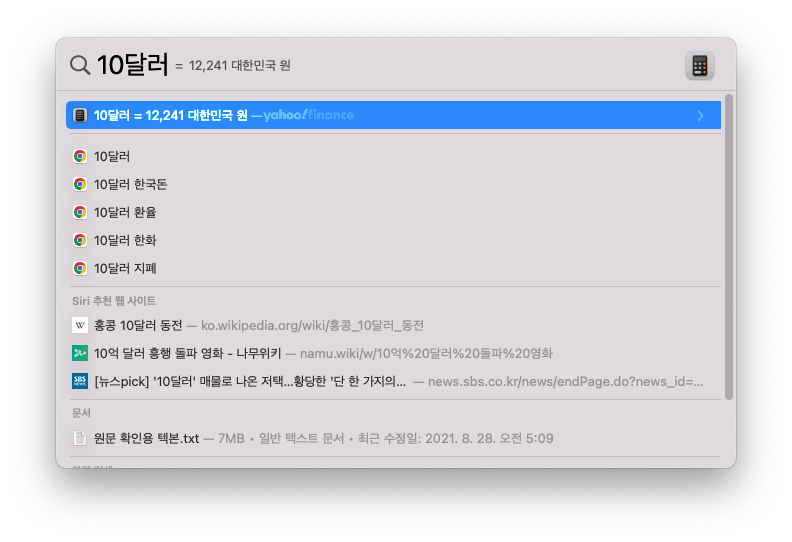 10달러 = 12,241 대한민국 원
10달러 = 12,241 대한민국 원 — yahoo!finance
10달러
10달러 한국돈
10달러 환율
10달러 한화
10달러 지폐
Siri 추천 웹 사이트
W 홍콩 10달러 동전 — ko.wikipedia.org/wiki/홍콩_10달러_동전
10억 달러 흥행 돌파 영화 - 나무위키 — namu.wiki/w/10억%20달러%20돌파%20영화
SBS NEWS [뉴스pick] '10달러' 매물로 나온 저택...황당한 '단 한 가지의... — news.sbs.co.kr/news/endPage.do?news_id=...
문서
원문 확인용 텍본.txt — 7MB • 일반 텍스트 문서 • 최근 수정일: 2021. 8. 28. 오전 5:09